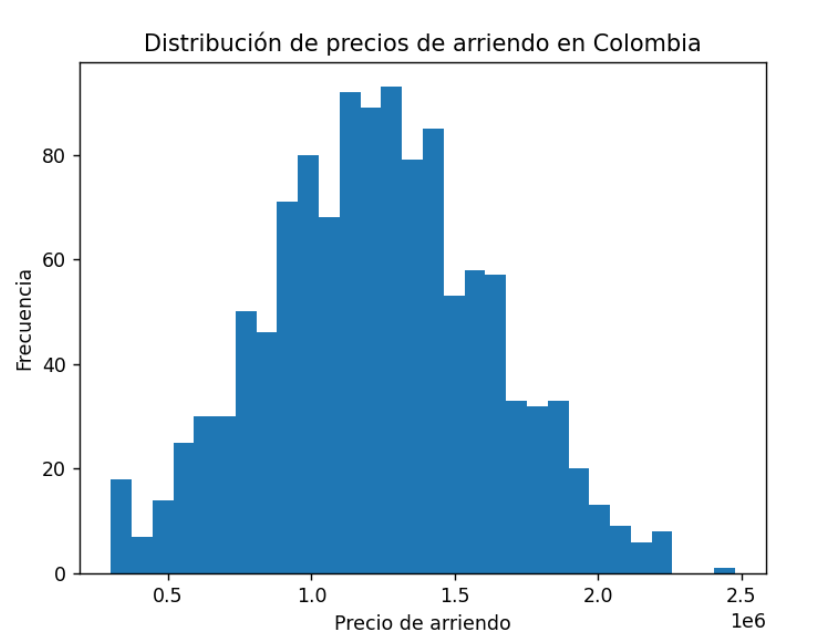 Distribución de precios de arriendo en Colombia
Frecuencia
80
60
40
20
0
0.5 1.0 1.5 2.0 2.5
1e6
Precio de arriendo